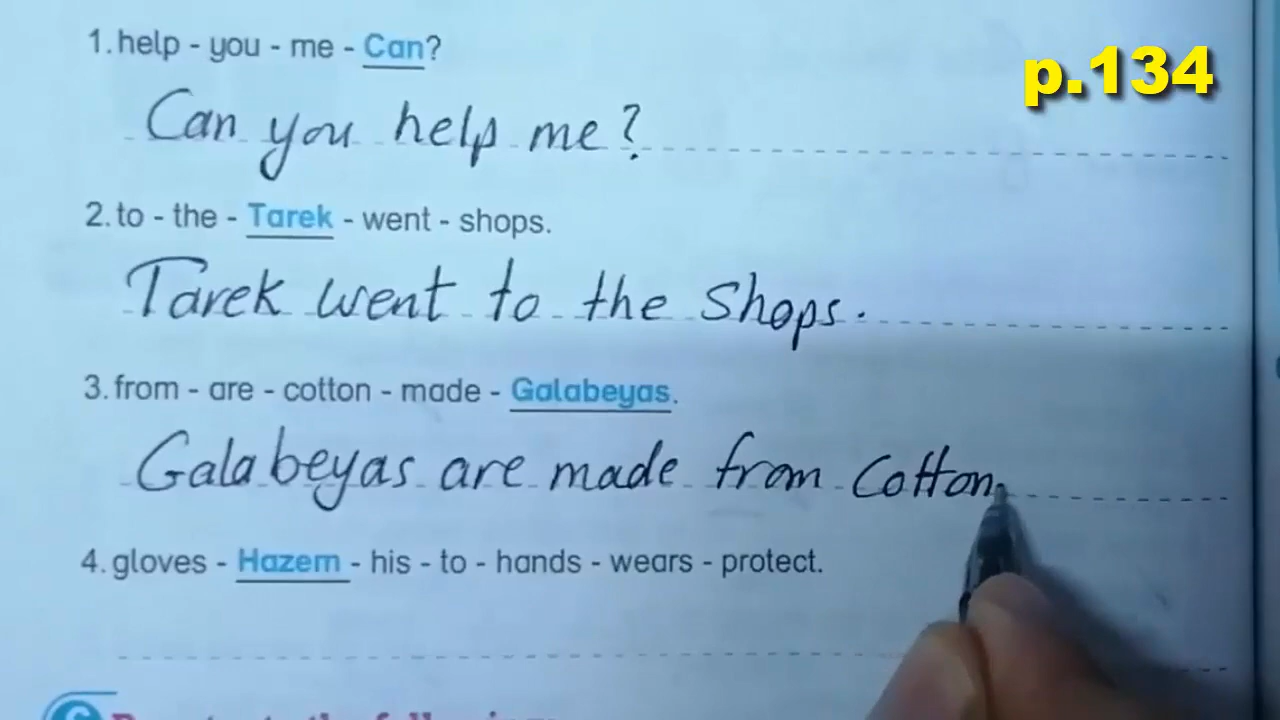 1. help - you - me - Can?
p.134
Can you help me?
2. to - the - Tarek - went - shops.
Tarek went to the shops.
3. from - are - cotton - made - Galabeyas.
Galabeyas are made from Cotton.
4. gloves - Hazem - his - to - hands - wears - protect.